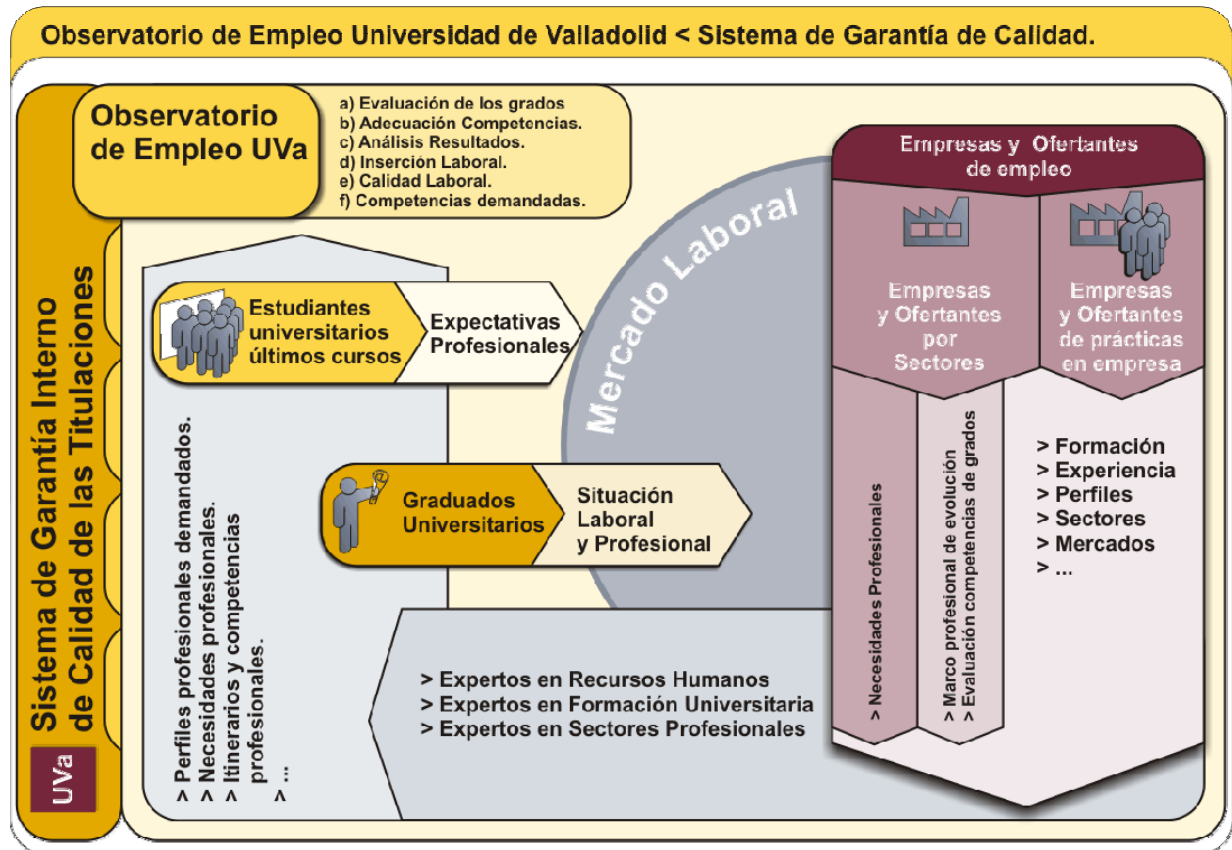 Observatorio de Empleo Universidad de Valladolid < Sistema de Garantía de Calidad.
Sistema de Garantía Interno
de Calidad de las Titulaciones
UVa
Observatorio
de Empleo UVa
a) Evaluación de los grados
b) Adecuación Competencias.
c) Análisis Resultados.
d) Inserción Laboral.
e) Calidad Laboral.
f) Competencias demandadas.
Estudiantes
universitarios
últimos cursos
Expectativas
Profesionales
> Perfiles profesionales demandados.
> Necesidades profesionales.
> Itinerarios y competencias
profesionales.
> ...
Graduados
Universitarios
Situación
Laboral
y Profesional
Mercado Laboral
> Expertos en Recursos Humanos
> Expertos en Formación Universitaria
> Expertos en Sectores Profesionales
Empresas y Ofertantes
de empleo
Empresas
y Ofertantes
por
Sectores
Empresas
y Ofertantes
de prácticas
en empresa
> Necesidades Profesionales
> Marco profesional de evolución
> Evaluación competencias de grados
> Formación
> Experiencia
> Perfiles
> Sectores
> Mercados
> ...